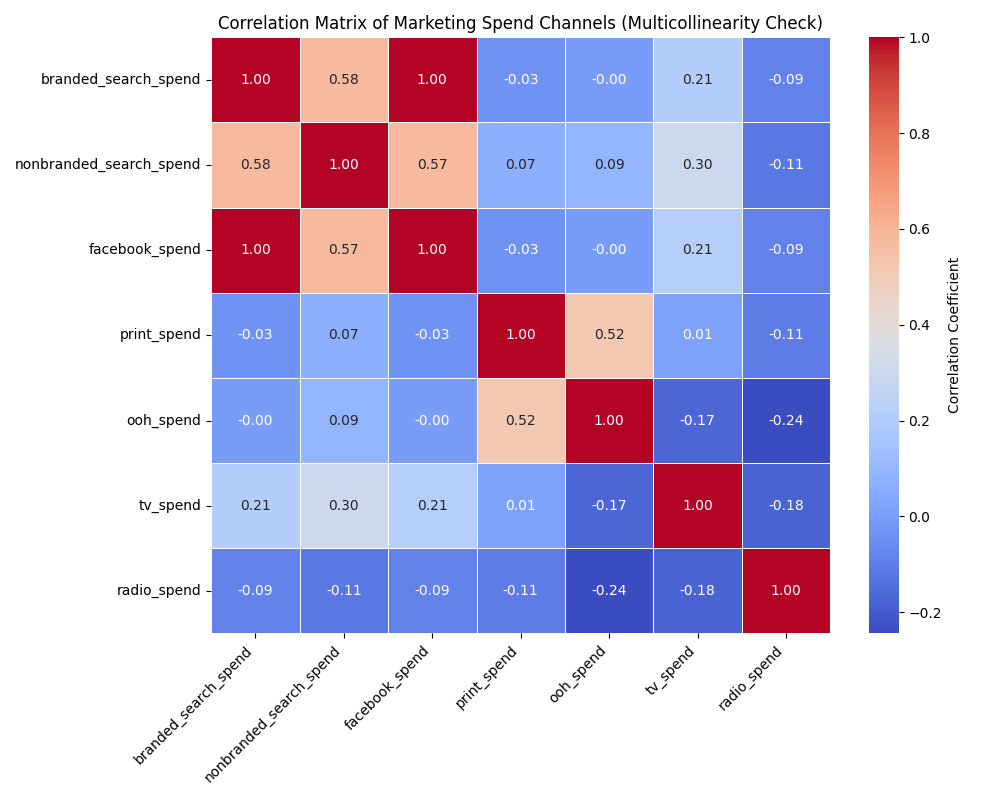 Correlation Matrix of Marketing Spend Channels (Multicollinearity Check)
branded_search_spend 1.00 0.58 1.00 -0.03 -0.00 0.21 -0.09
nonbranded_search_spend 0.58 1.00 0.57 0.07 0.09 0.30 -0.11
facebook_spend 1.00 0.57 1.00 -0.03 -0.00 0.21 -0.09
print_spend -0.03 0.07 -0.03 1.00 0.52 0.01 -0.11
ooh_spend -0.00 0.09 -0.00 0.52 1.00 -0.17 -0.24
tv_spend 0.21 0.30 0.21 0.01 -0.17 1.00 -0.18
radio_spend -0.09 -0.11 -0.09 -0.11 -0.24 -0.18 1.00
branded_search_spend
nonbranded_search_spend
facebook_spend
print_spend
ooh_spend
tv_spend
radio_spend
1.0
0.8
0.6
0.4
0.2
0.0
−0.2
Correlation Coefficient